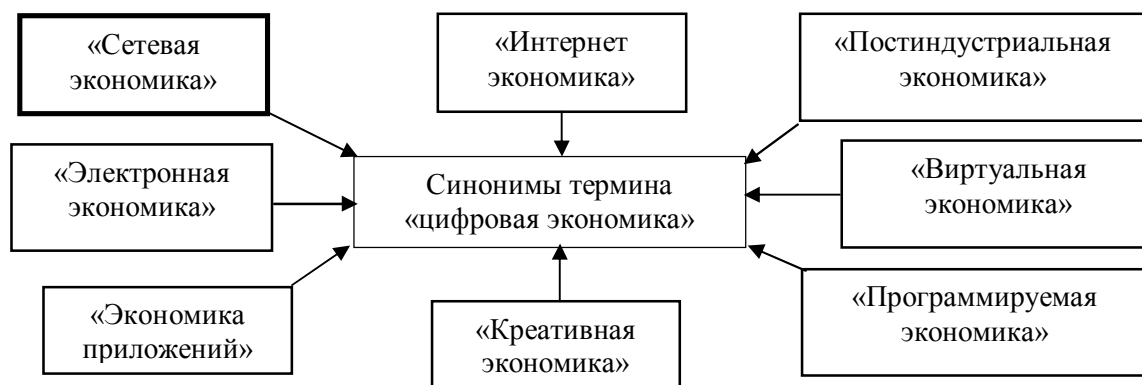 «Сетевая
экономика»
«Интернет
экономика»
«Постиндустриальная
экономика»
«Электронная
экономика»
Синонимы термина
«цифровая экономика»
«Виртуальная
экономика»
«Экономика
приложений»
«Креативная
экономика»
«Программируемая
экономика»